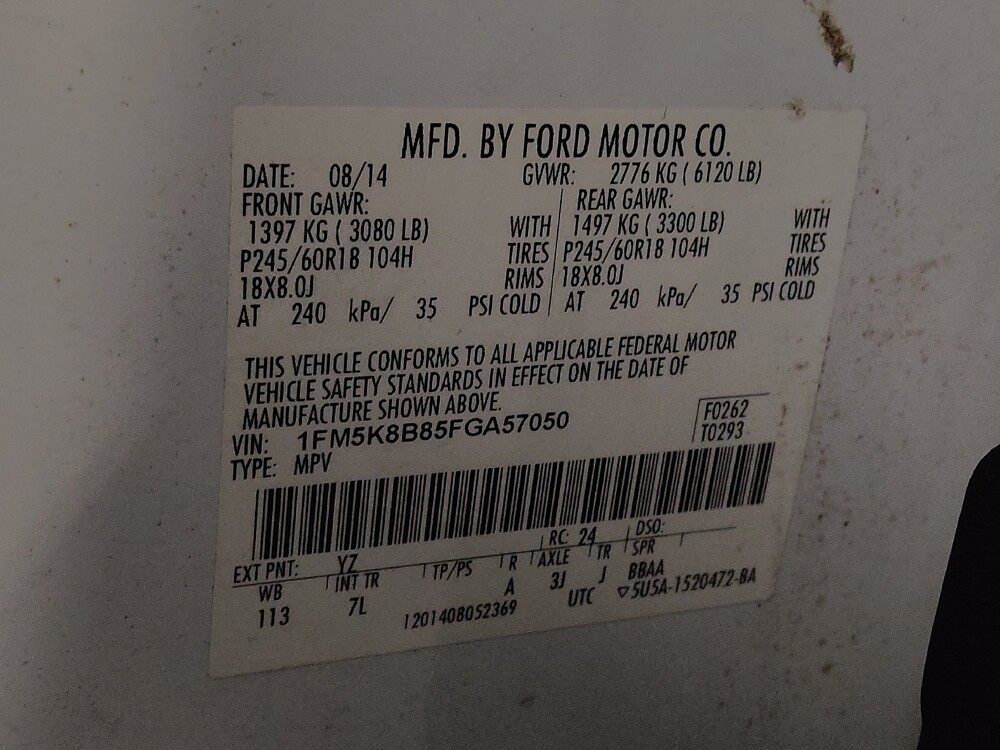 MFD. BY FORD MOTOR CO.
DATE: 08/14 GVWR: 2776 KG ( 6120 LB)
FRONT GAWR: REAR GAWR:
1397 KG ( 3080 LB) WITH 1497 KG ( 3300 LB) WITH
P245/60R18 104H TIRES P245/60R18 104H TIRES
18X8.0J RIMS 18X8.0J RIMS
AT 240 kPa/ 35 PSI COLD AT 240 kPa/ 35 PSI COLD
THIS VEHICLE CONFORMS TO ALL APPLICABLE FEDERAL MOTOR
VEHICLE SAFETY STANDARDS IN EFFECT ON THE DATE OF
MANUFACTURE SHOWN ABOVE.
VIN: 1FM5K8B85FGA57050 F0262
TYPE: MPV T0293
EXT PNT: YZ RC: 24 DSO:
WB INT TR TP/PS R AXLE TR SPR
113 7L A 3J J BBAA
1201408052369 UTC ▽5U5A-1520472-BA